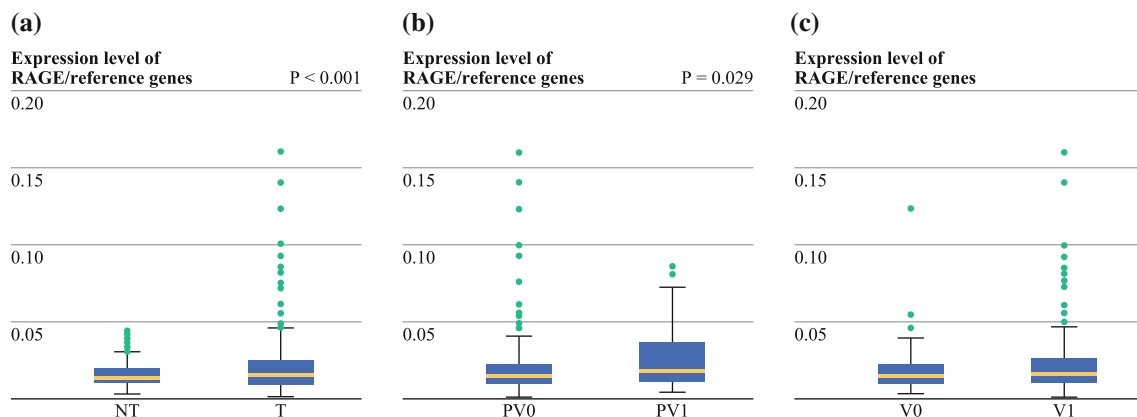 (a)
Expression level of
RAGE/reference genes P < 0.001
0.20
0.15
0.10
0.05
NT T
(b)
Expression level of
RAGE/reference genes P = 0.029
0.20
0.15
0.10
0.05
PV0 PV1
(c)
Expression level of
RAGE/reference genes
0.20
0.15
0.10
0.05
V0 V1